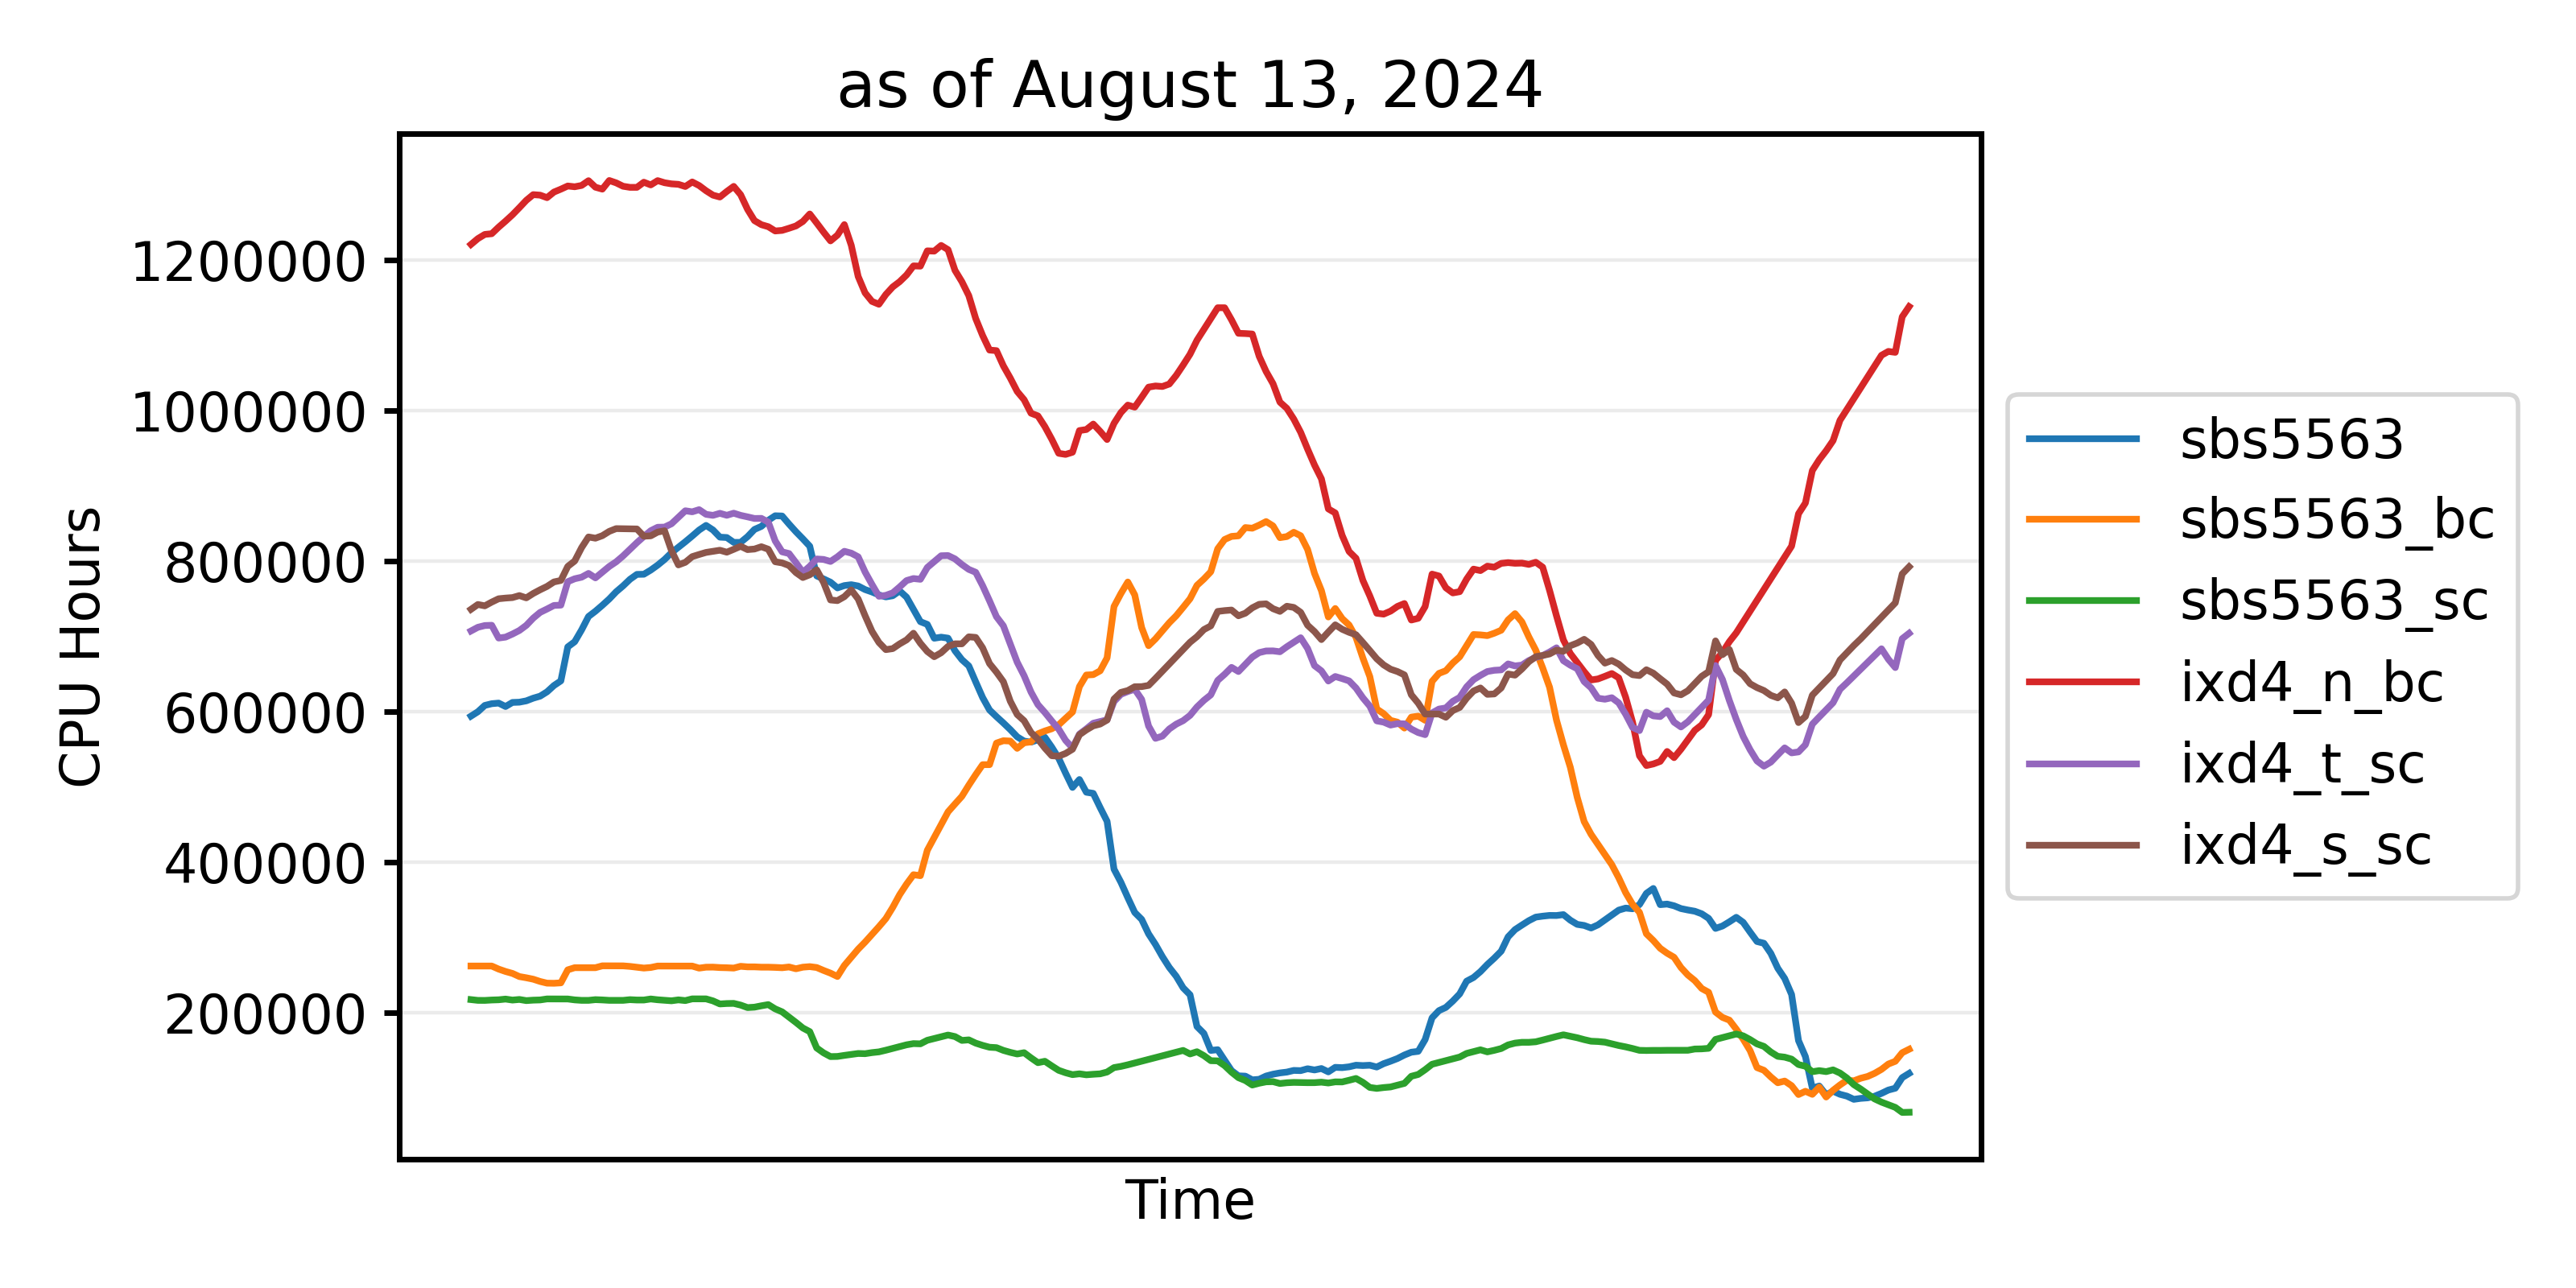 as of August 13, 2024
1200000
1000000
800000
600000
400000
200000
CPU Hours
Time
sbs5563
sbs5563_bc
sbs5563_sc
ixd4_n_bc
ixd4_t_sc
ixd4_s_sc